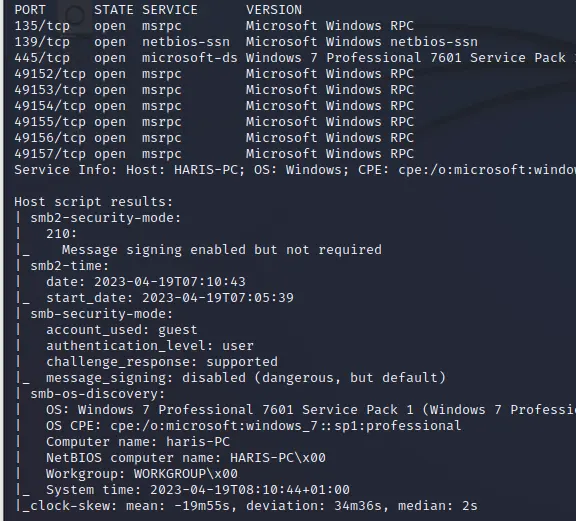 PORT STATE SERVICE VERSION
135/tcp open msrpc Microsoft Windows RPC
139/tcp open netbios-ssn Microsoft Windows netbios-ssn
445/tcp open microsoft-ds Windows 7 Professional 7601 Service Pack
49152/tcp open msrpc Microsoft Windows RPC
49153/tcp open msrpc Microsoft Windows RPC
49154/tcp open msrpc Microsoft Windows RPC
49155/tcp open msrpc Microsoft Windows RPC
49156/tcp open msrpc Microsoft Windows RPC
49157/tcp open msrpc Microsoft Windows RPC
Service Info: Host: HARIS-PC; OS: Windows; CPE: cpe:/o:microsoft:windo
Host script results:
| smb2-security-mode:
|   210:
|_    Message signing enabled but not required
| smb2-time:
|   date: 2023-04-19T07:10:43
|_  start_date: 2023-04-19T07:05:39
| smb-security-mode:
|   account_used: guest
|   authentication_level: user
|   challenge_response: supported
|_  message_signing: disabled (dangerous, but default)
| smb-os-discovery:
|   OS: Windows 7 Professional 7601 Service Pack 1 (Windows 7 Professi
|   OS CPE: cpe:/o:microsoft:windows_7::sp1:professional
|   Computer name: haris-PC
|   NetBIOS computer name: HARIS-PC\x00
|   Workgroup: WORKGROUP\x00
|_  System time: 2023-04-19T08:10:44+01:00
|_clock-skew: mean: -19m55s, deviation: 34m36s, median: 2s